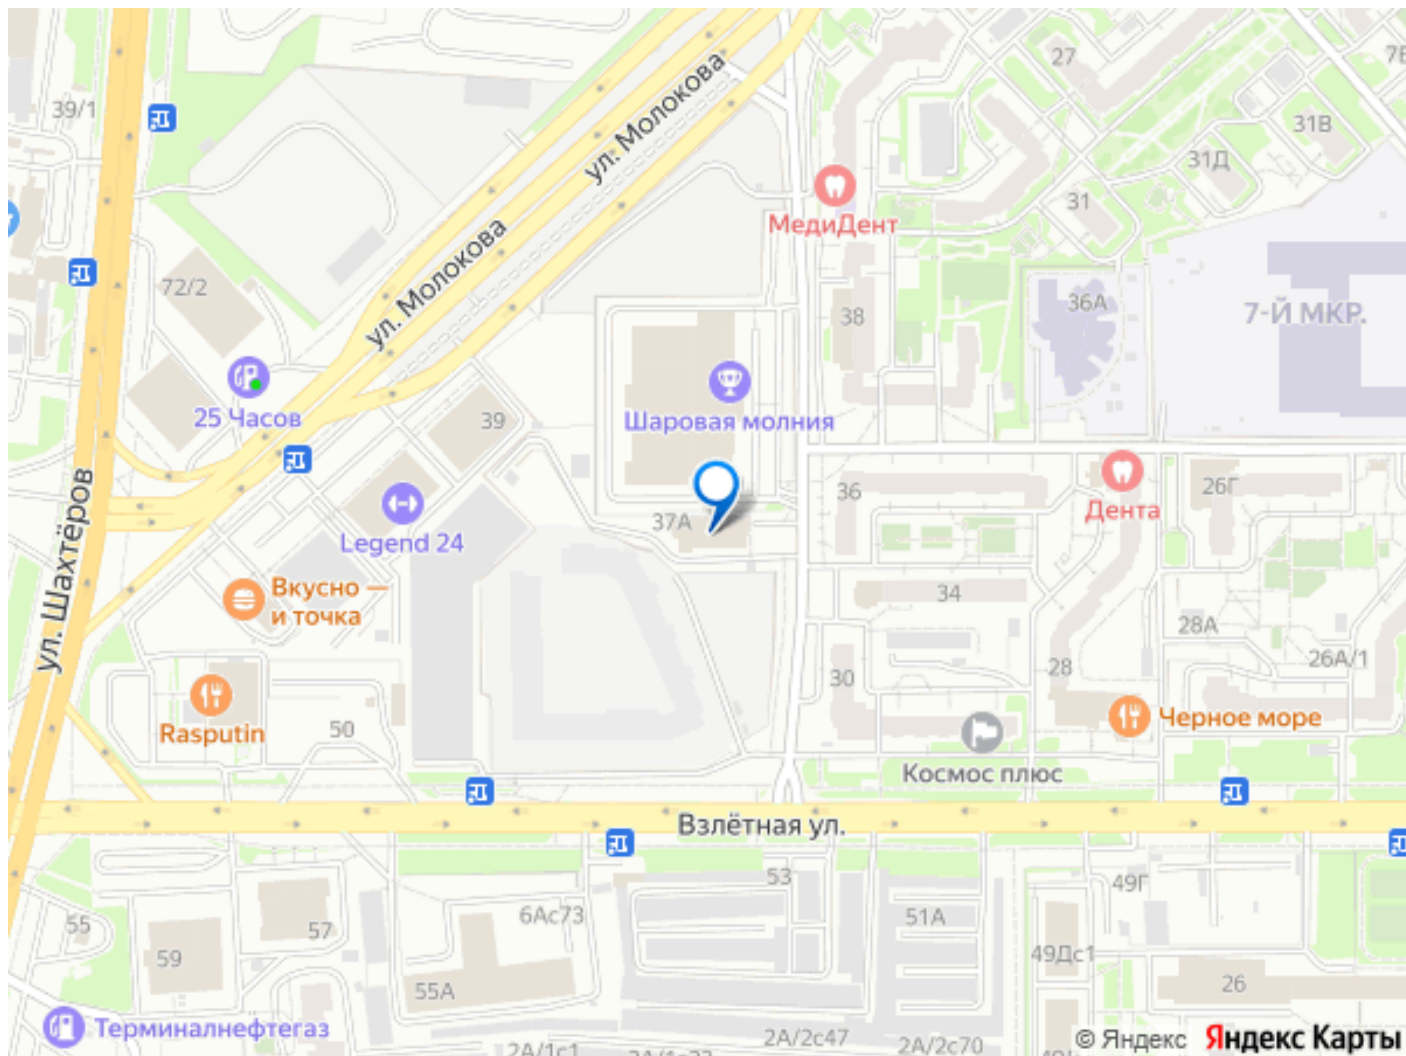 27
7Б
39/1
31В
31Д
31
ул. Молокова
МедиДент
ул. Молокова
72/2
38
36А
7-Й МКР.
25 Часов
39
Шаровая молния
ул. Шахтёров
37А
36
Дента
26Г
Legend 24
Вкусно —
и точка
34
28А
30
28
26А/1
Rasputin
50
Черное море
Космос плюс
Взлётная ул.
53
49Г
55
57
6Ас73
51А
59
49Дс1
55А
26
Терминалнефтегаз
2А/1с1
2А/2с47
2А/2с70
© Яндекс Яндекс Карты